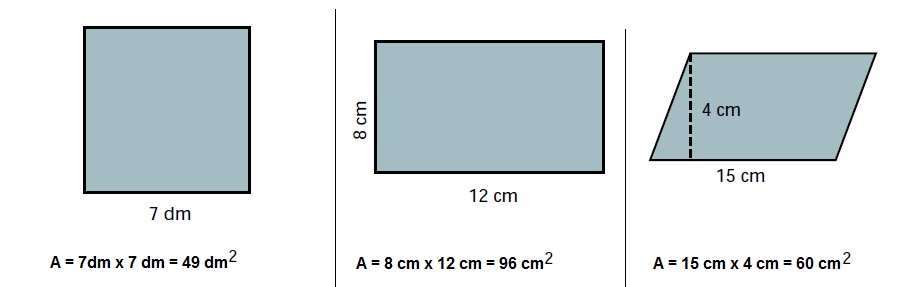 7 dm
A = 7dm x 7 dm = 49 dm2
8 cm
12 cm
A = 8 cm x 12 cm = 96 cm2
4 cm
15 cm
A = 15 cm x 4 cm = 60 cm2